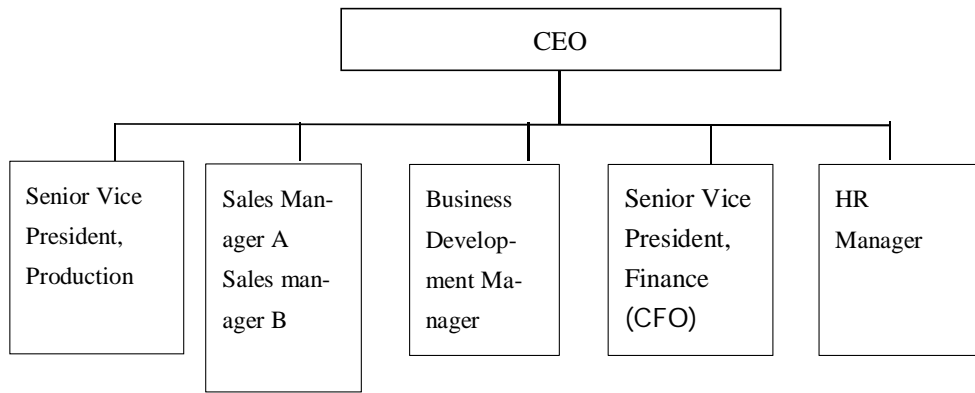 CEO
Senior Vice
President,
Production
Sales Man-
ager A
Sales man-
ager B
Business
Develop-
ment Ma-
nager
Senior Vice
President,
Finance
(CFO)
HR
Manager